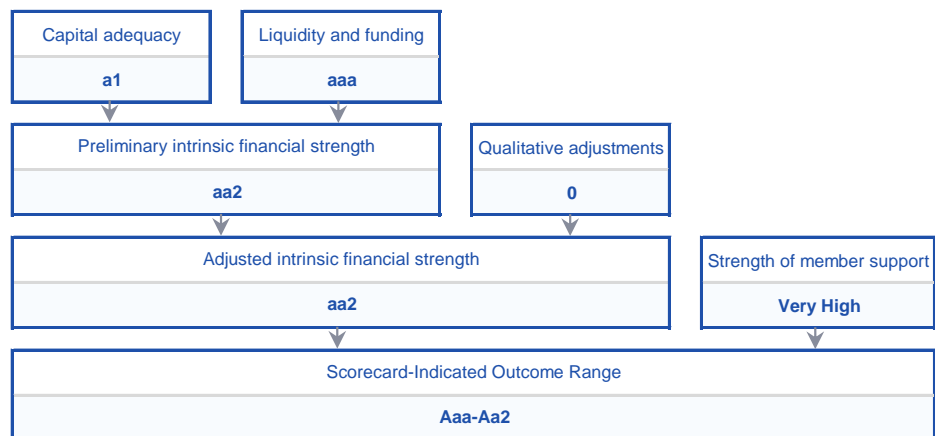 Capital adequacy
Liquidity and funding
a1
aaa
Preliminary intrinsic financial strength
Qualitative adjustments
aa2
0
Adjusted intrinsic financial strength
Strength of member support
aa2
Very High
Scorecard-Indicated Outcome Range
Aaa-Aa2